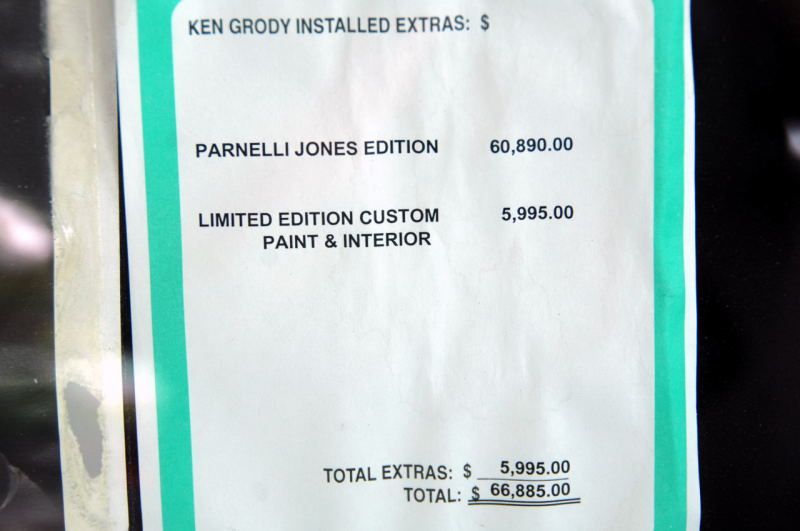 KEN GRODY INSTALLED EXTRAS: $
PARNELLI JONES EDITION 60,890.00
LIMITED EDITION CUSTOM 5,995.00
PAINT & INTERIOR
TOTAL EXTRAS: $ 5,995.00
TOTAL: $ 66,885.00